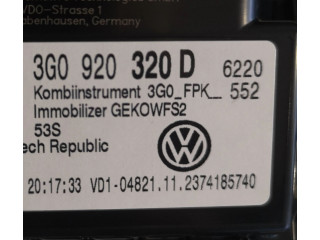 VDO-Strasse 1
abenhausen, Germany
3G0 920 320 D 6220
Kombiinstrument 3G0_FPK_ 552
Immobilizer GEKOWFS2
53S
ech Republic
20:17:33 VD1-04821.11.2374185740